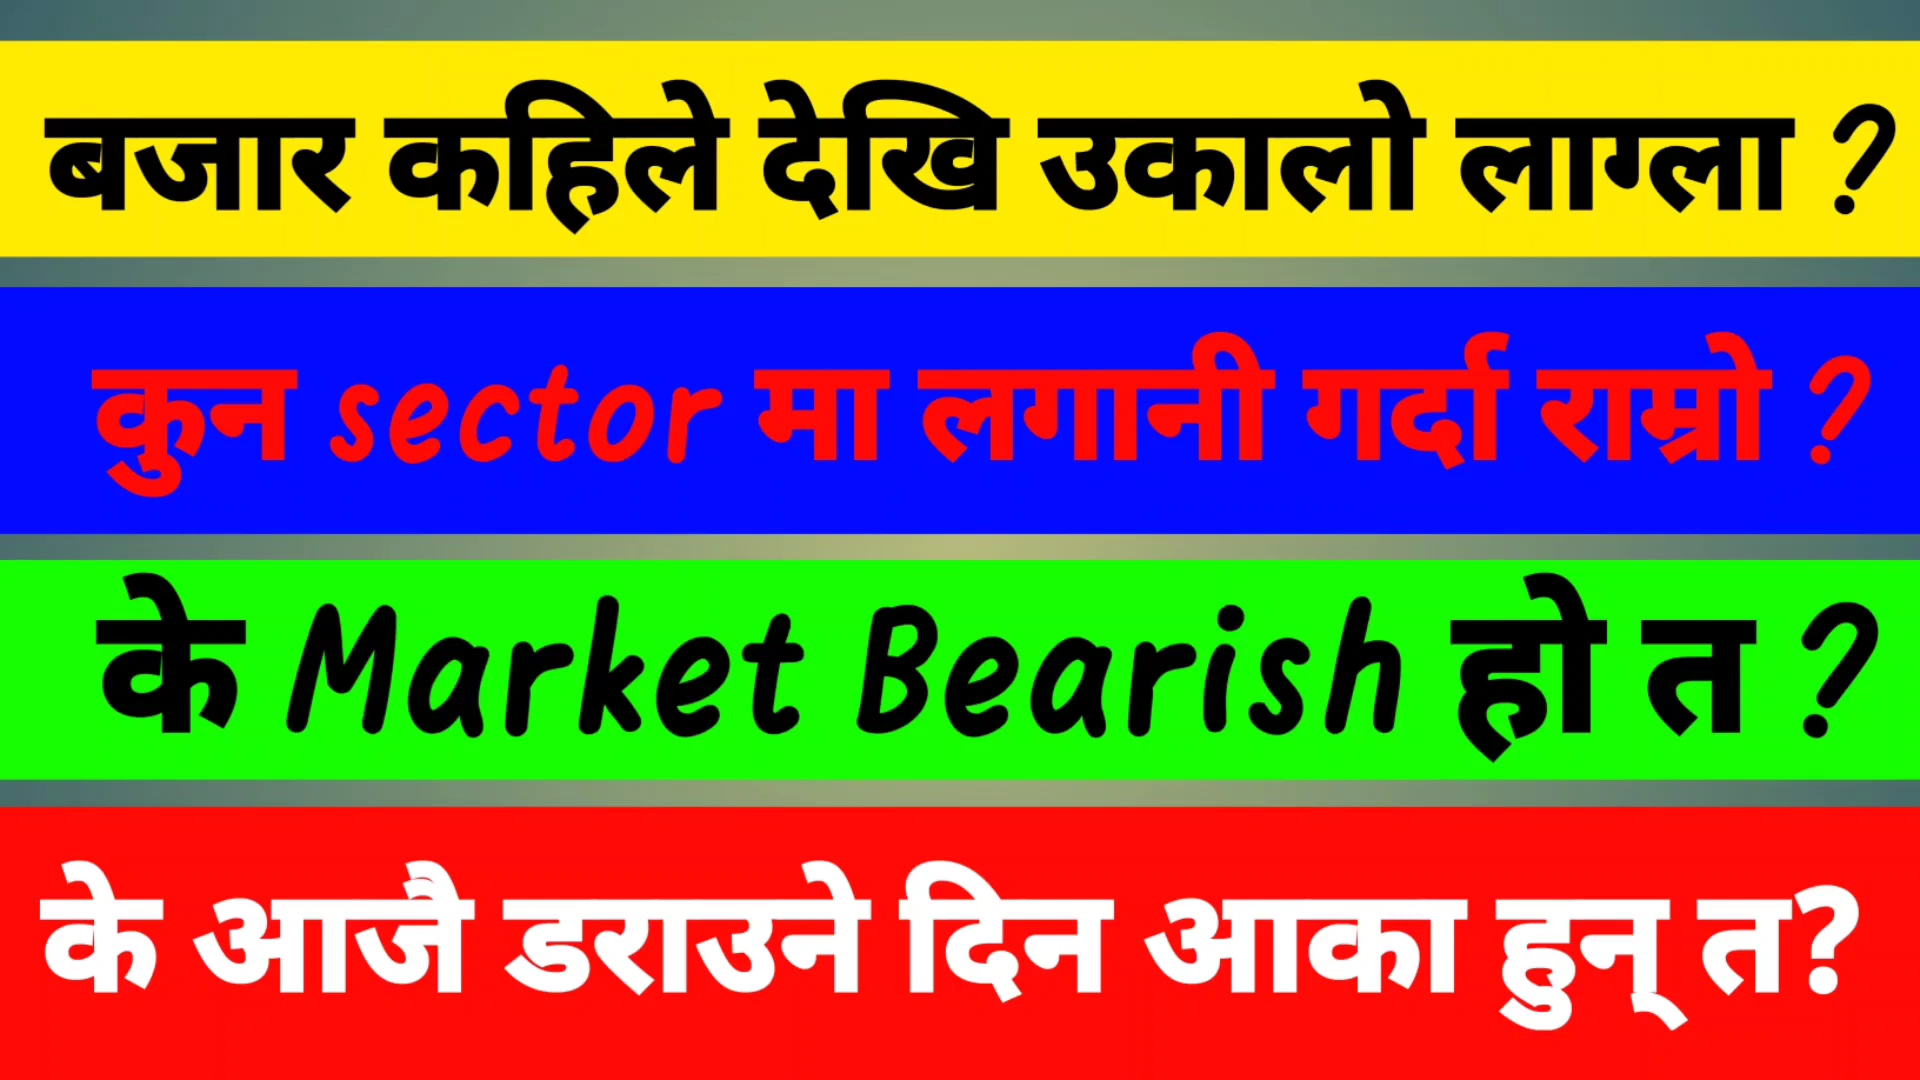 बजार कहिले देखि उकालो लाग्ला ?
कुन sector मा लगानी गर्दा राम्रो ?
के Market Bearish हो त ?
के आजै डराउने दिन आका हुन् त?